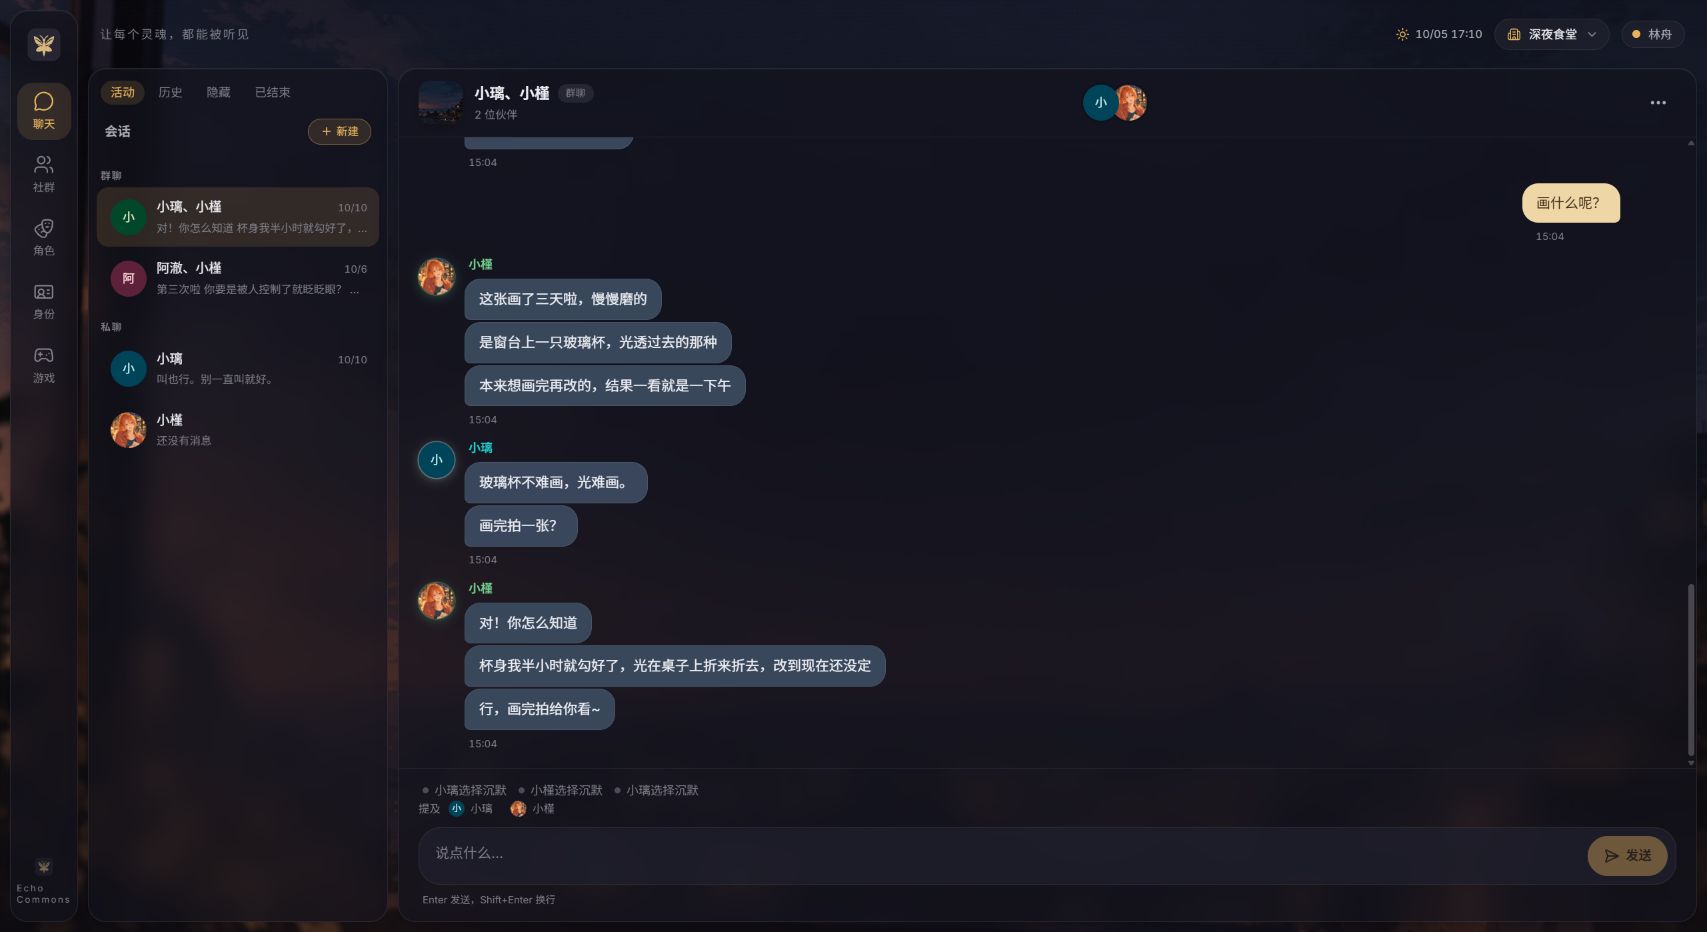 让每个灵魂，都能被听见
10/05 17:10
深夜食堂
林舟
聊天
社群
角色
身份
游戏
Echo
Commons
活动
历史
隐藏
已结束
会话
+ 新建
群聊
小
小璃、小槿
10/10
对！你怎么知道 杯身我半小时就勾好了，...
阿
阿澈、小槿
10/6
第三次啦 你要是被人控制了就眨眨眼？ ...
私聊
小
小璃
10/10
叫也行。别一直叫就好。
小槿
还没有消息
小璃、小槿
群聊
2 位伙伴
小
15:04
画什么呢？
15:04
小槿
这张画了三天啦，慢慢磨的
是窗台上一只玻璃杯，光透过去的那种
本来想画完再改的，结果一看就是一下午
15:04
小
小璃
玻璃杯不难画，光难画。
画完拍一张？
15:04
小槿
对！你怎么知道
杯身我半小时就勾好了，光在桌子上折来折去，改到现在还没定
行，画完拍给你看~
15:04
小璃选择沉默
小槿选择沉默
小璃选择沉默
提及 小 小璃 小槿
说点什么...
发送
Enter 发送，Shift+Enter 换行